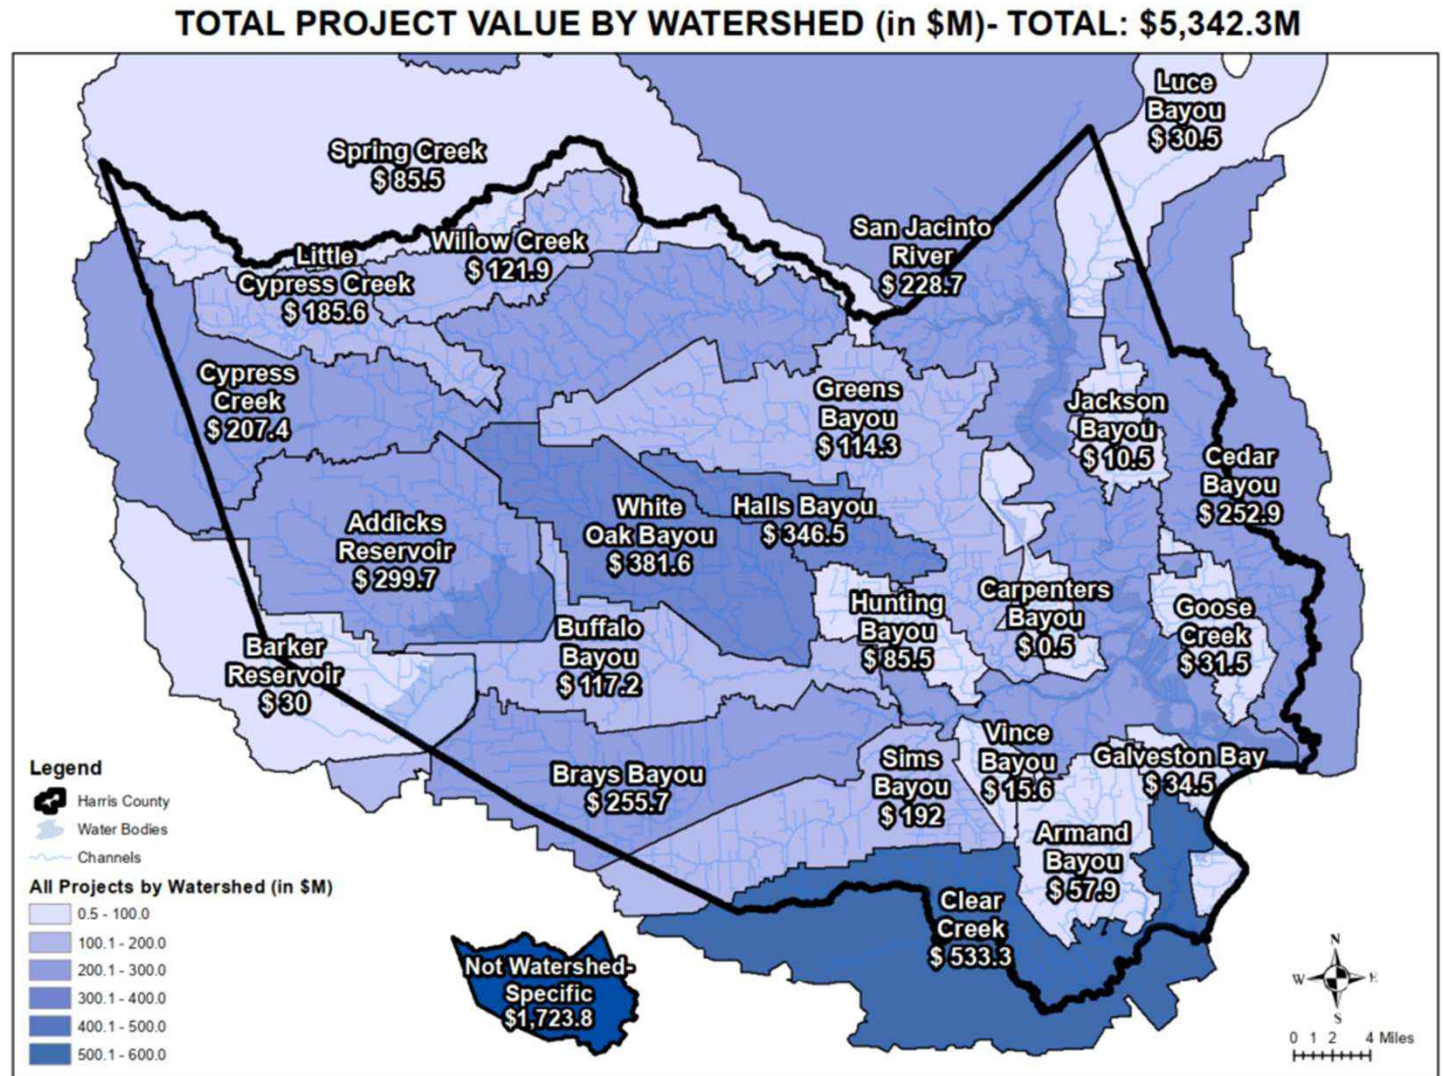 TOTAL PROJECT VALUE BY WATERSHED (in $M)- TOTAL: $5,342.3M
Luce
Bayou
$ 30.5
Spring Creek
$ 85.5
San Jacinto
River
$ 228.7
Willow Creek
$ 121.9
Little
Cypress Creek
$ 185.6
Cypress
Creek
$ 207.4
Greens
Bayou
$ 114.3
Jackson
Bayou
$ 10.5
Cedar
Bayou
$ 252.9
Addicks
Reservoir
$ 299.7
White
Oak Bayou
$ 381.6
Halls Bayou
$ 346.5
Hunting
Bayou
$ 85.5
Carpenters
Bayou
$ 0.5
Goose
Creek
$ 31.5
Barker
Reservoir
$ 30
Buffalo
Bayou
$ 117.2
Brays Bayou
$ 255.7
Sims
Bayou
$ 192
Vince
Bayou
$ 15.6
Galveston Bay
$ 34.5
Armand
Bayou
$ 57.9
Clear
Creek
$ 533.3
Not Watershed-
Specific
$1,723.8
Legend
Harris County
Water Bodies
Channels
All Projects by Watershed (in $M)
0.5 - 100.0
100.1 - 200.0
200.1 - 300.0
300.1 - 400.0
400.1 - 500.0
500.1 - 600.0
N
W
E
S
0 1 2 4 Miles